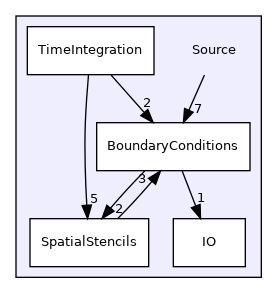 TimeIntegration
Source
2
7
BoundaryConditions
3
1
5
2
SpatialStencils
IO